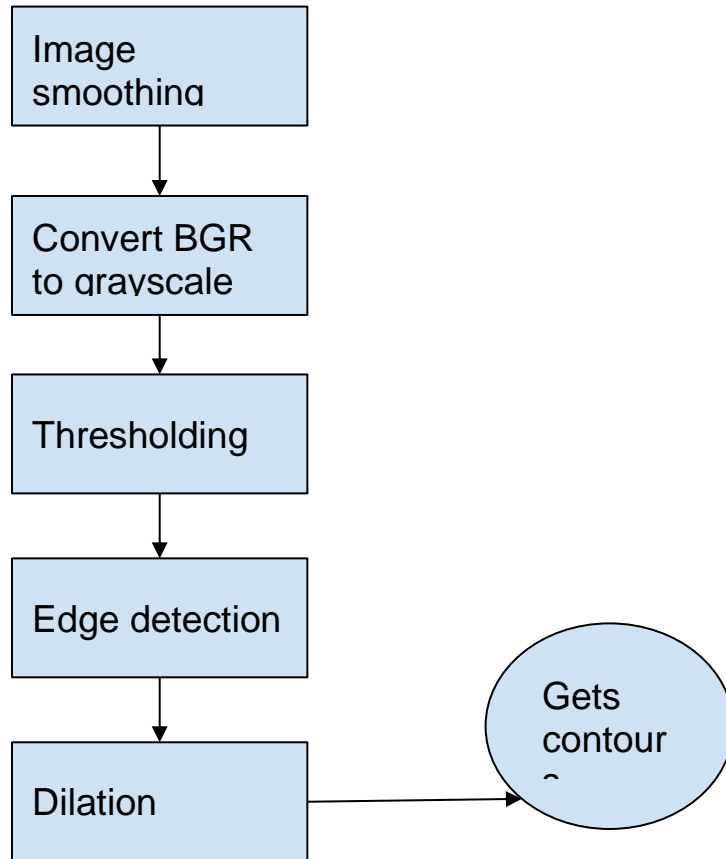 Image
smoothing
Convert BGR
to grayscale
Thresholding
Edge detection
Dilation
Gets
contour
s